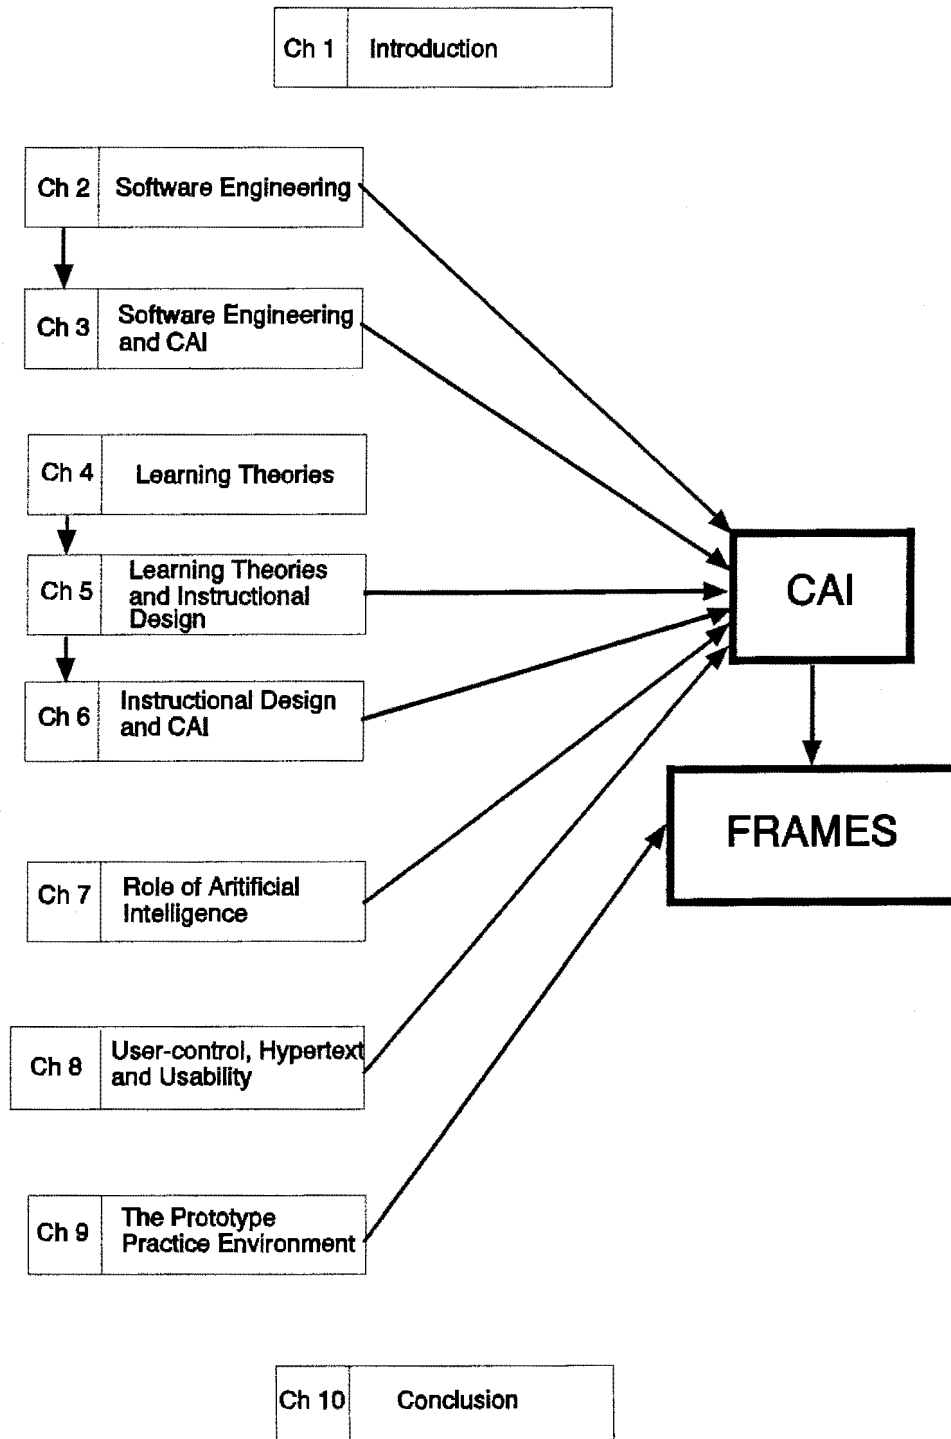 Ch 1 Introduction
Ch 2 Software Engineering
Ch 3 Software Engineering
and CAI
Ch 4 Learning Theories
Ch 5 Learning Theories
and Instructional
Design
Ch 6 Instructional Design
and CAI
CAI
FRAMES
Ch 7 Role of Aritificial
Intelligence
Ch 8 User-control, Hypertext
and Usability
Ch 9 The Prototype
Practice Environment
Ch 10 Conclusion